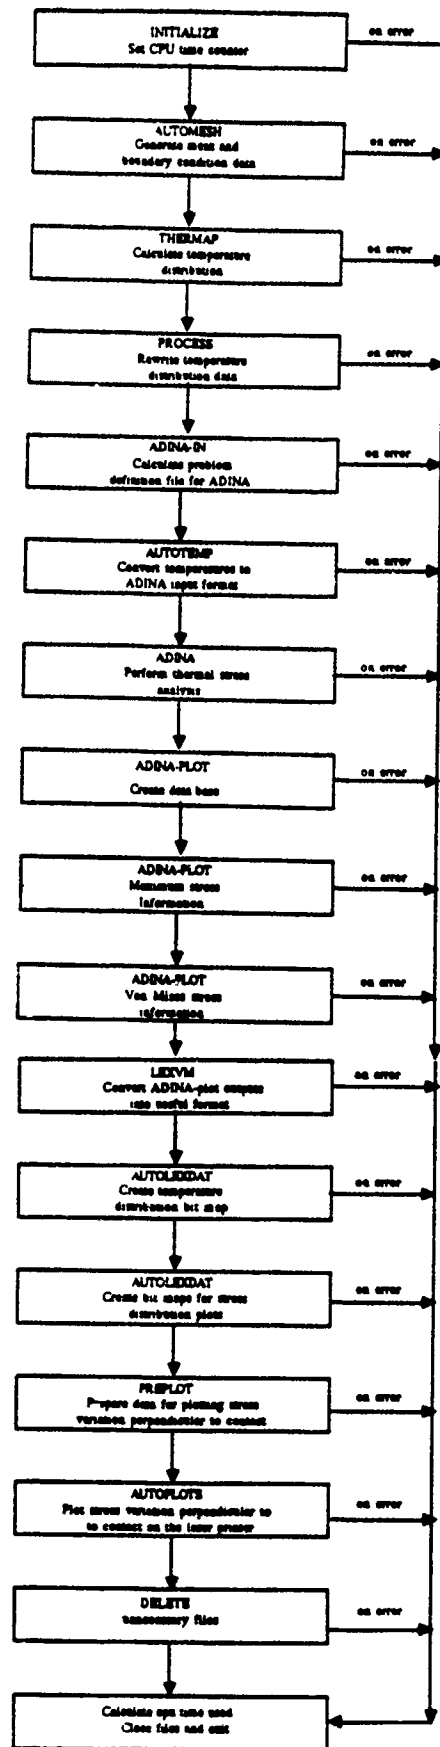 INITIALIZE
on error
Set CPU time counter
AUTOMESH
on error
Generate mesh and
boundary condition data
THERMAP
on error
Calculate temperature
distribution
PROCESS
on error
Rewrite temperature
distribution data
ADINA-IN
on error
Calculate problem
definition file for ADINA
AUTOTEMP
on error
Convert temperatures to
ADINA input format
ADINA
on error
Perform thermal stress
analysis
ADINA-PLOT
on error
Create data base
ADINA-PLOT
on error
Maximum stress
Information
ADINA-PLOT
on error
Von Mises stress
information
LEXVM
on error
Convert ADINA-plot outputs
into useful format
AUTOLEXDAT
on error
Create temperature
distribution bit map
AUTOLEXDAT
on error
Create bit maps for stress
distribution plots
PREPLOT
on error
Prepare data for plotting stress
variation perpendicular to contact
AUTOPLOTS
on error
Plot stress variation perpendicular to
to contact on the laser printer
DELETE
on error
unnecessary files
Calculate cpu time used
Close files and exit